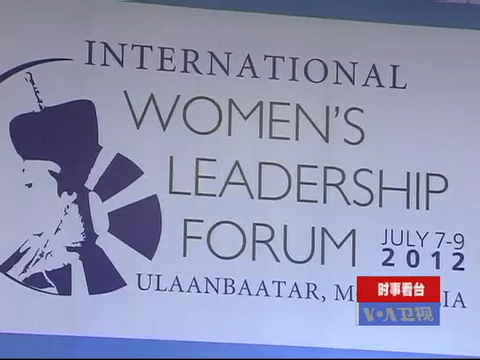 INTERNATIONAL
WOMEN'S
LEADERSHIP
FORUM
JULY 7-9
2012
ULAANBAATAR,
时事看台
VOA卫视